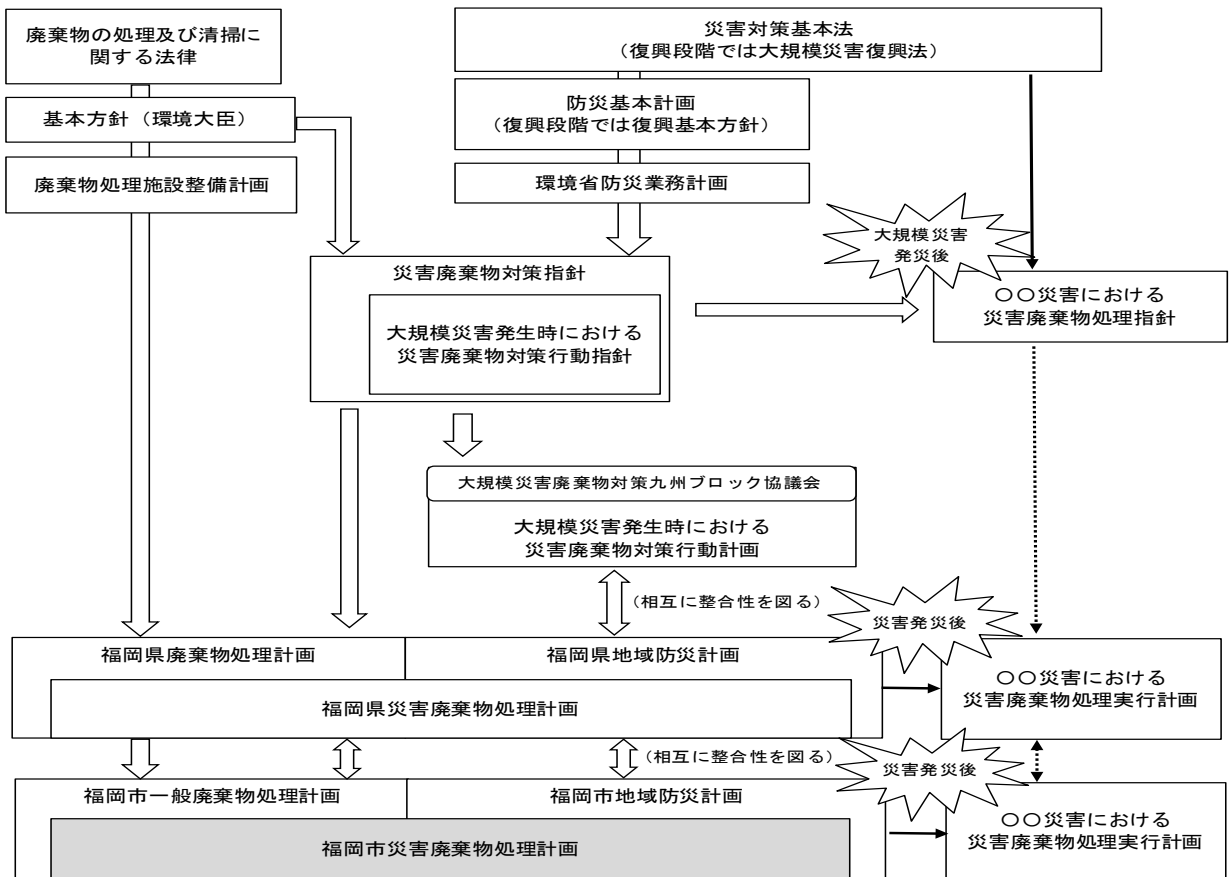 廃棄物の処理及び清掃に
関する法律
災害対策基本法
（復興段階では大規模災害復興法）
基本方針（環境大臣）
防災基本計画
（復興段階では復興基本方針）
廃棄物処理施設整備計画
環境省防災業務計画
大規模災害
発災後
災害廃棄物対策指針
大規模災害発生時における
災害廃棄物対策行動指針
〇〇災害における
災害廃棄物処理指針
大規模災害廃棄物対策九州ブロック協議会
大規模災害発生時における
災害廃棄物対策行動計画
（相互に整合性を図る）
災害発災後
福岡県廃棄物処理計画
福岡県地域防災計画
福岡県災害廃棄物処理計画
〇〇災害における
災害廃棄物処理実行計画
（相互に整合性を図る）
災害発災後
福岡市一般廃棄物処理計画
福岡市地域防災計画
福岡市災害廃棄物処理計画
〇〇災害における
災害廃棄物処理実行計画